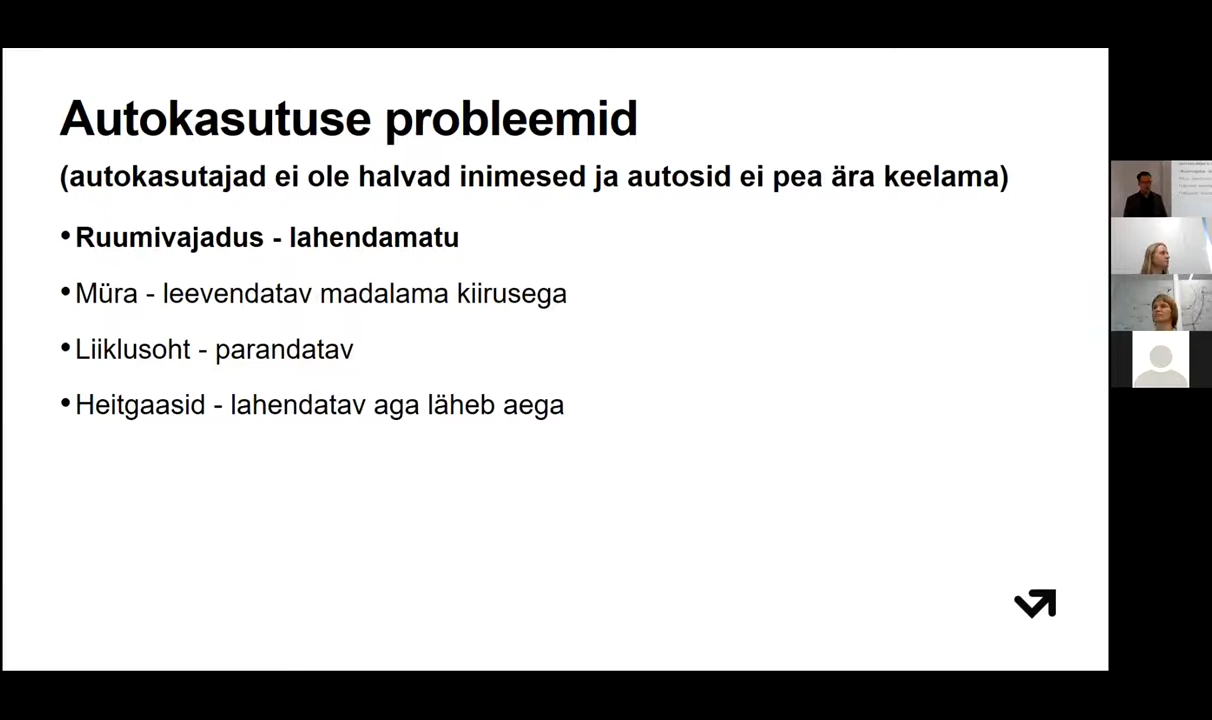 Autokasutuse probleemid
(autokasutajad ei ole halvad inimesed ja autosid ei pea ära keelama)
•Ruumivajadus - lahendamatu
•Müra - leevendatav madalama kiirusega
•Liiklusoht - parandatav
•Heitgaasid - lahendatav aga läheb aega